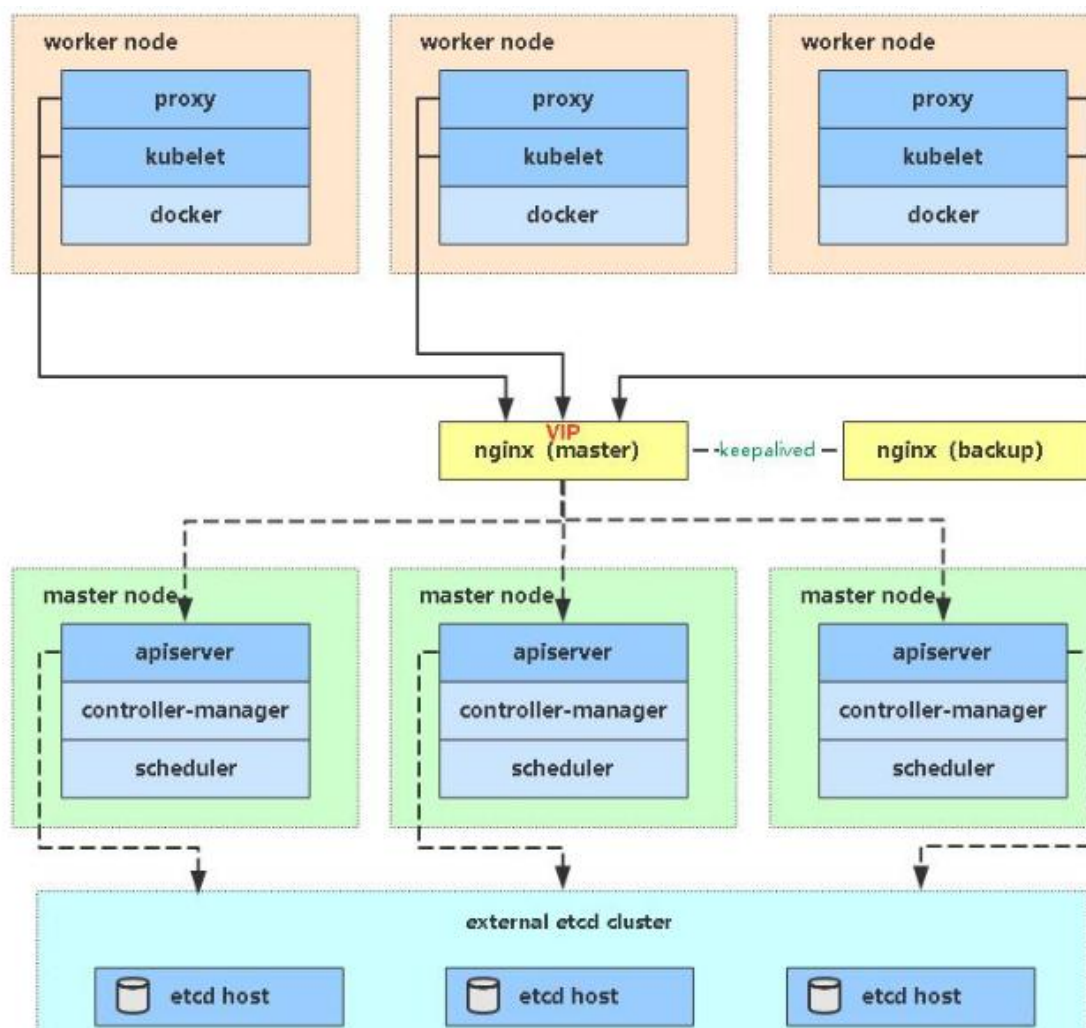 worker node
worker node
worker node
proxy
proxy
proxy
kubelet
kubelet
kubelet
docker
docker
docker
VIP
nginx (master)
keepalived
nginx (backup)
master node
master node
master node
apiserver
apiserver
apiserver
controller-manager
controller-manager
controller-manager
scheduler
scheduler
scheduler
external etcd cluster
etcd host
etcd host
etcd host